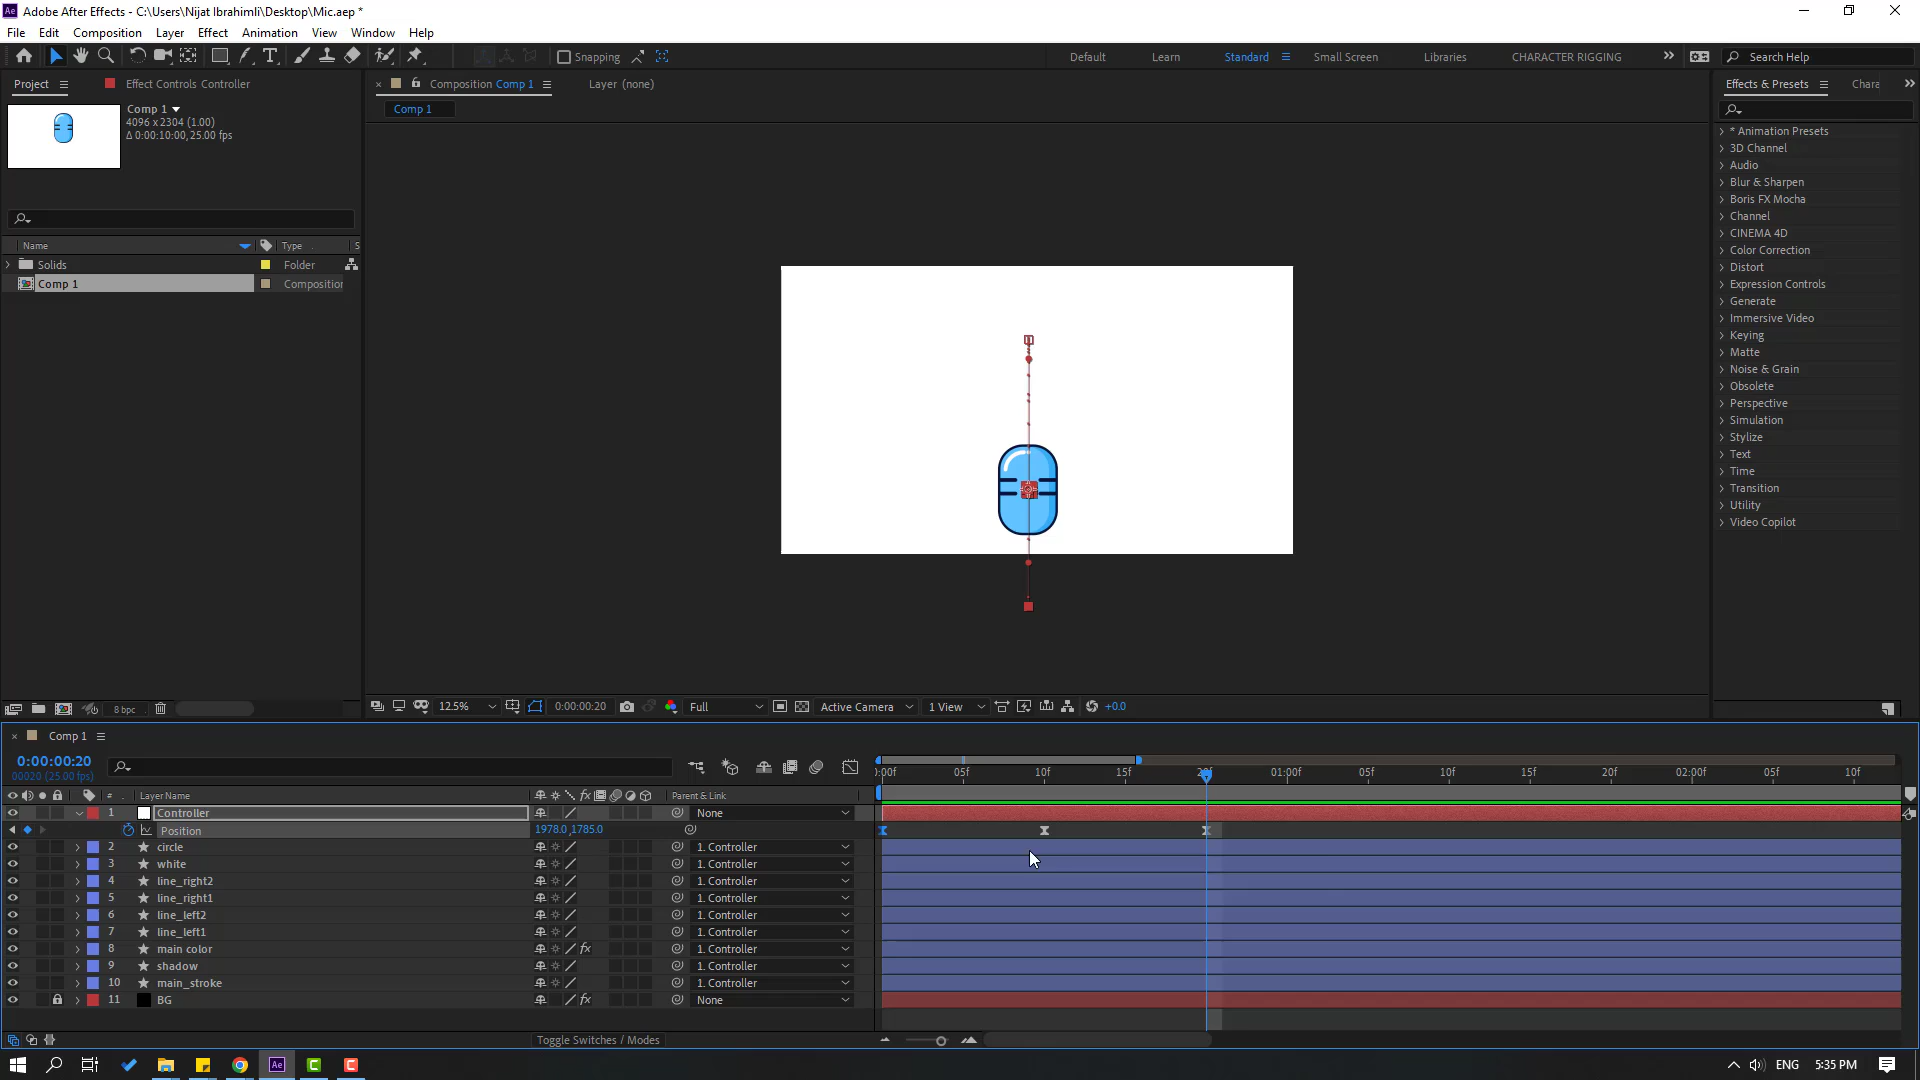 Ae Adobe After Effects - C:\Users\Nijat Ibrahimli\Desktop\Mic.aep *
File Edit Composition Layer Effect Animation View Window Help
Snapping
Default Learn Standard Small Screen Libraries CHARACTER RIGGING Search Help
Project Effect Controls Controller
Composition Comp 1 Layer (none)
Effects & Presets Chara
Comp 1
4096 x 2304 (1.00)
Δ 0:00:10:00, 25.00 fps
Comp 1
Name Type S
Solids Folder
Comp 1 Composition
* Animation Presets
3D Channel
Audio
Blur & Sharpen
Boris FX Mocha
Channel
CINEMA 4D
Color Correction
Distort
Expression Controls
Generate
Immersive Video
Keying
Matte
Noise & Grain
Obsolete
Perspective
Simulation
Stylize
Text
Time
Transition
Utility
Video Copilot
8 bpc
12.5% 0:00:00:20 Full Active Camera 1 View +0.0
Comp 1
0:00:00:20
00020 (25.00 fps)
:00f 05f 10f 15f 20f 01:00f 05f 10f 15f 20f 02:00f 05f 10f
# Layer Name fx Parent & Link
1 Controller None
Position 1978.0,1785.0
2 circle 1. Controller
3 white 1. Controller
4 line_right2 1. Controller
5 line_right1 1. Controller
6 line_left2 1. Controller
7 line_left1 1. Controller
8 main color fx 1. Controller
9 shadow 1. Controller
10 main_stroke 1. Controller
11 BG fx None
Toggle Switches / Modes
Ae C C ENG 5:35 PM